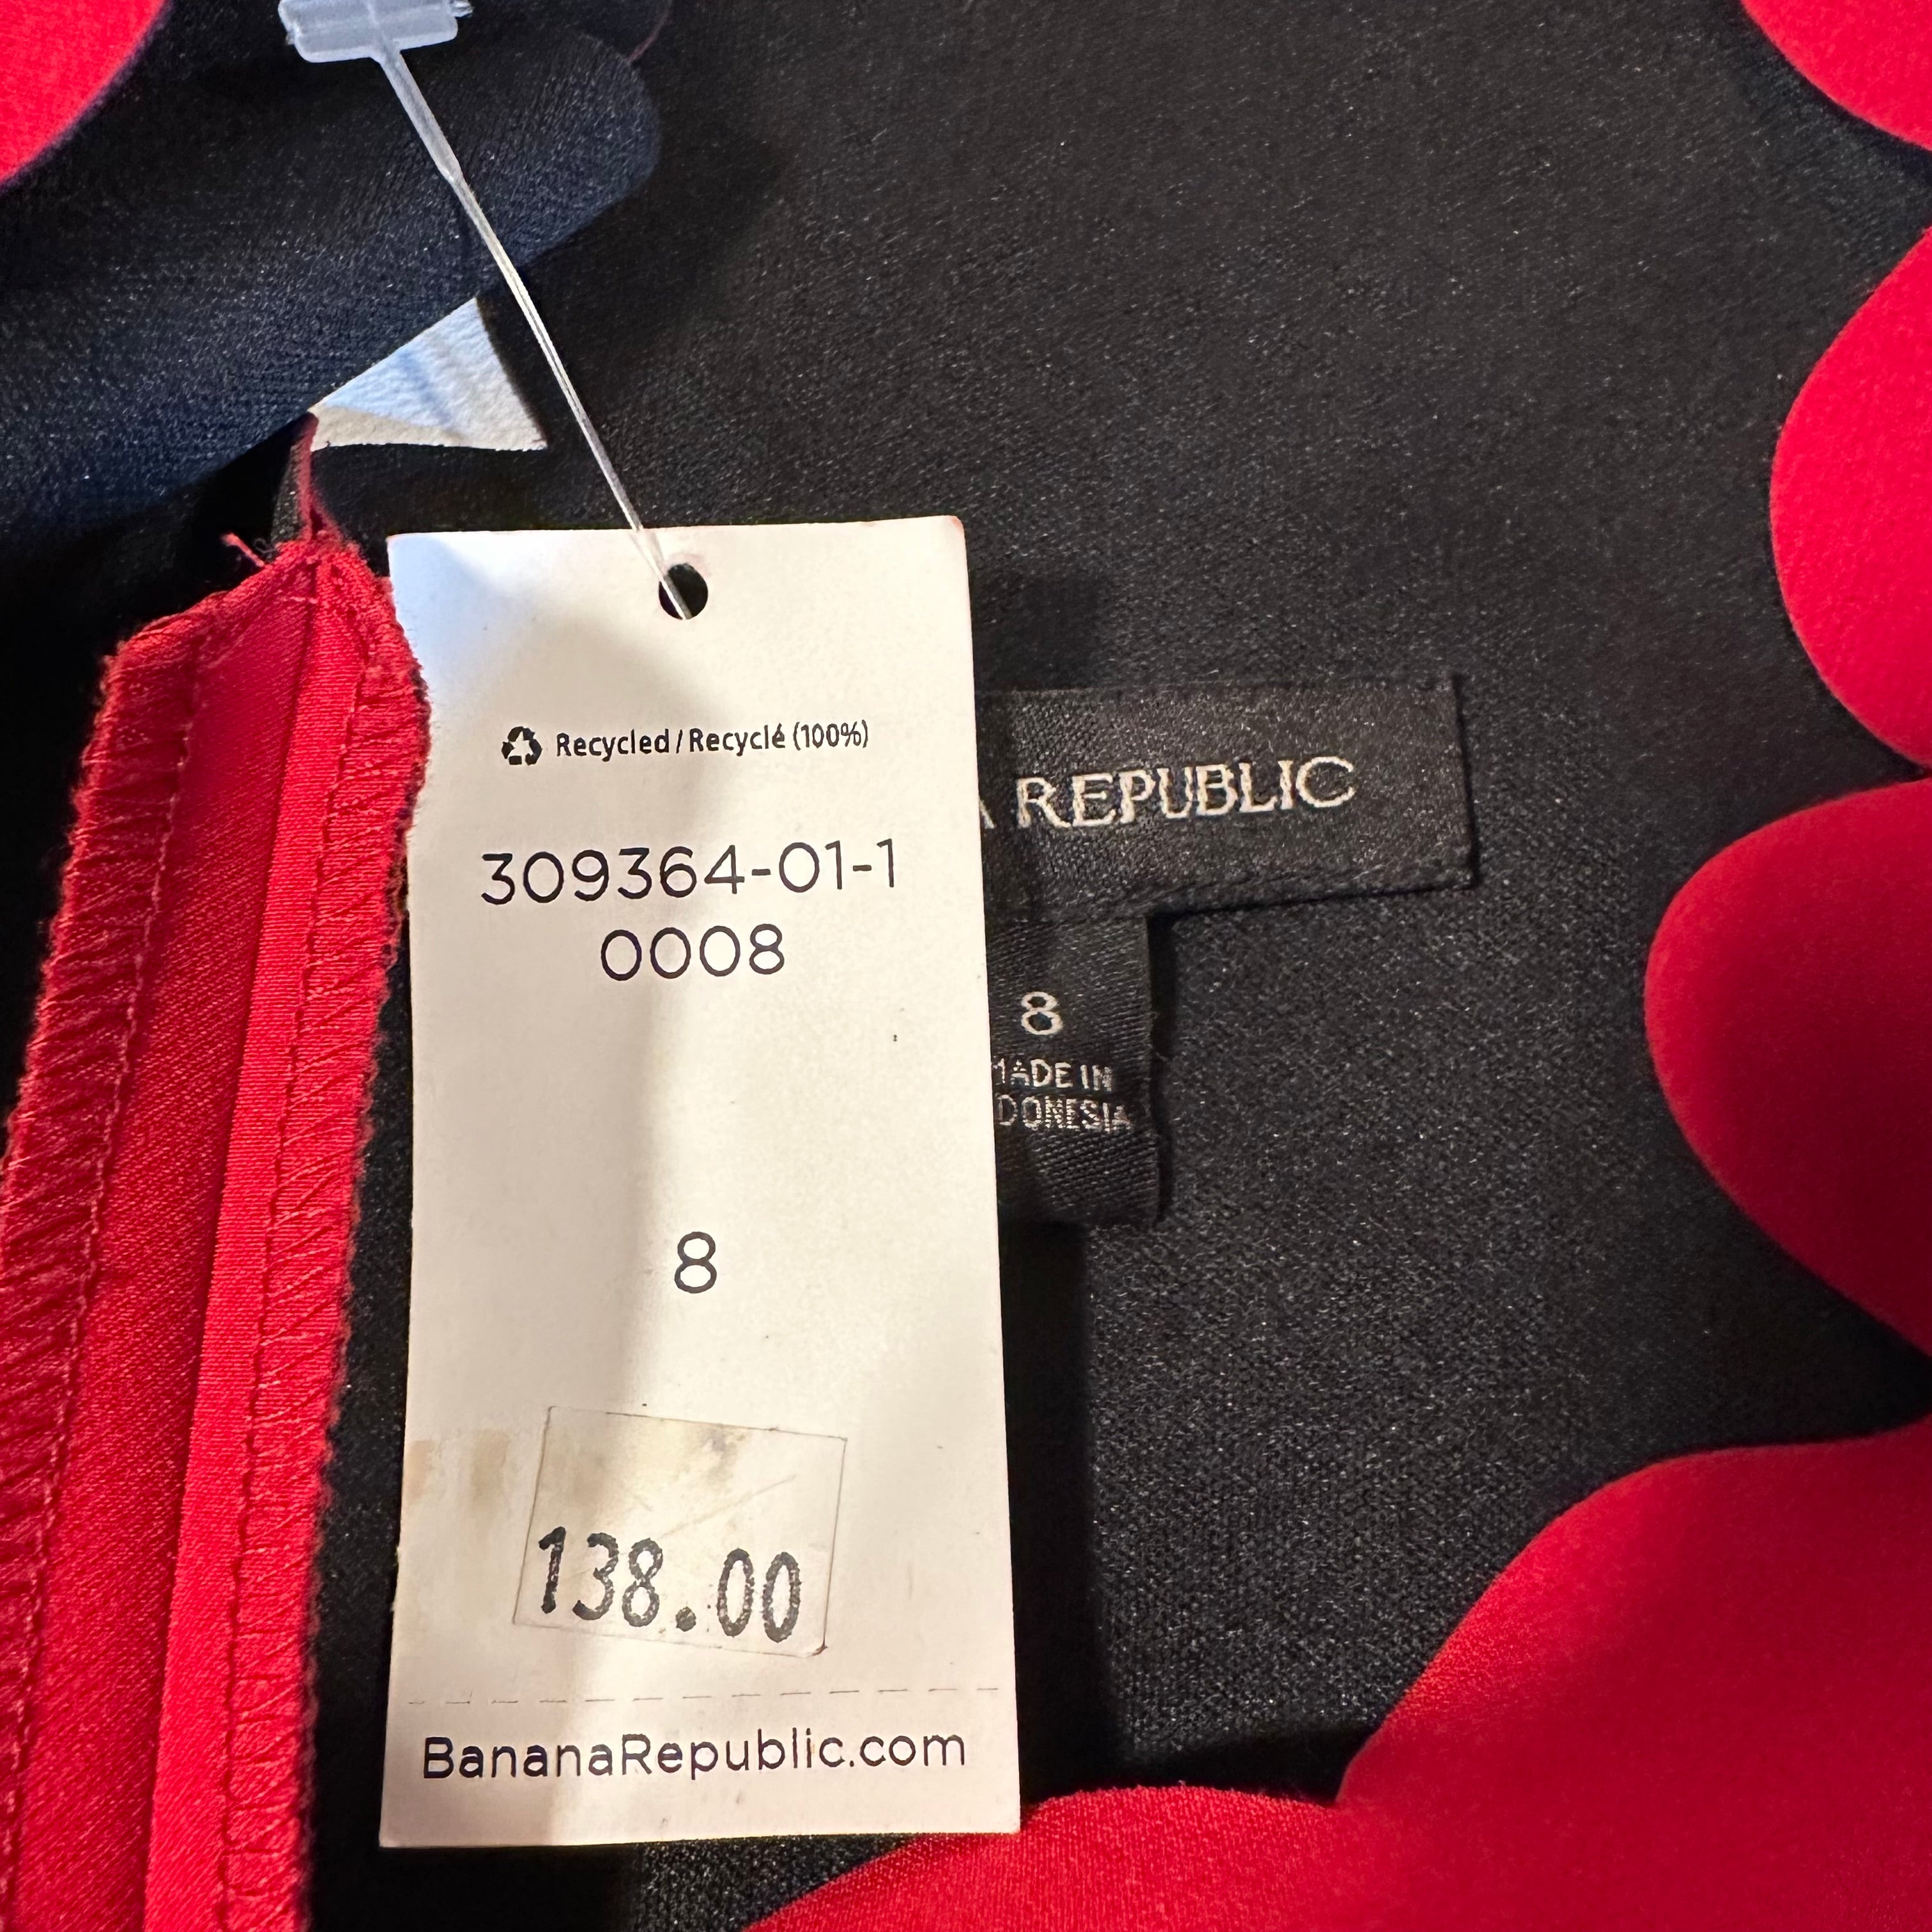 Recycled / Recyclé (100%)
309364-01-1
0008
8
138.00
BananaRepublic.com
REPUBLIC
8
MADE IN
DONESIA